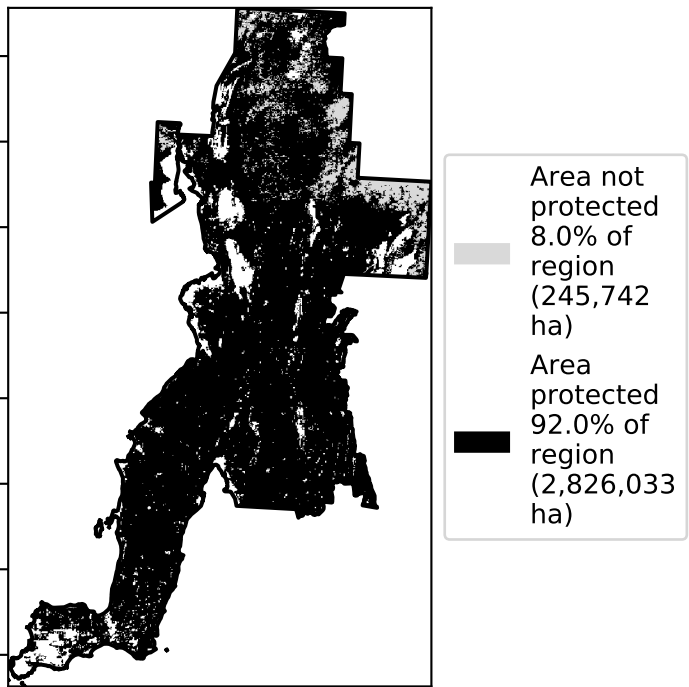 Area not
protected
8.0% of
region
(245,742
ha)
Area
protected
92.0% of
region
(2,826,033
ha)